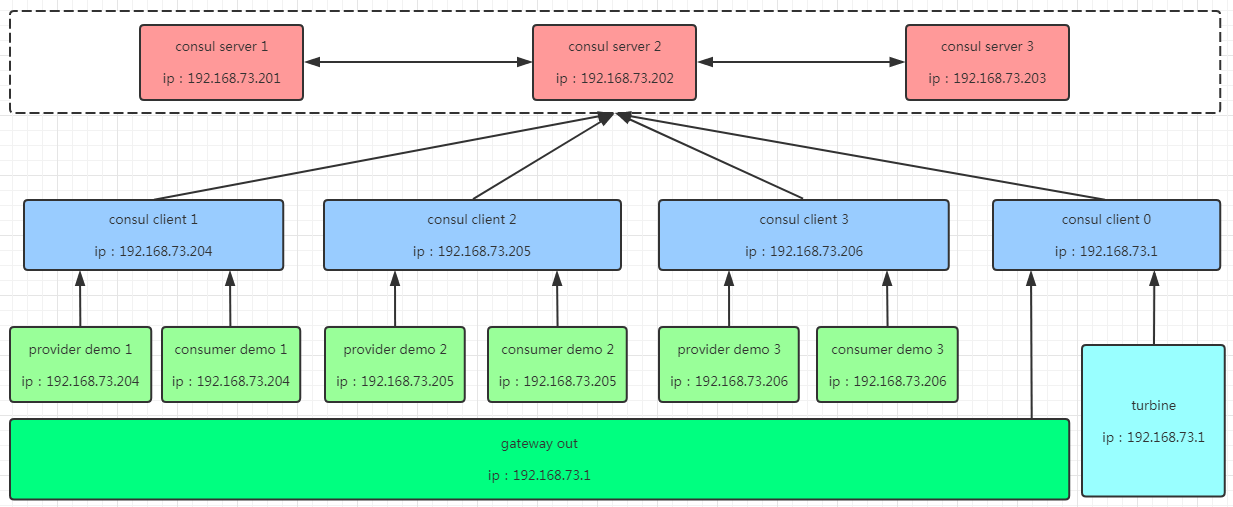 consul server 1
ip：192.168.73.201
consul server 2
ip：192.168.73.202
consul server 3
ip：192.168.73.203
consul client 1
ip：192.168.73.204
consul client 2
ip：192.168.73.205
consul client 3
ip：192.168.73.206
consul client 0
ip：192.168.73.1
provider demo 1
ip：192.168.73.204
consumer demo 1
ip：192.168.73.204
provider demo 2
ip：192.168.73.205
consumer demo 2
ip：192.168.73.205
provider demo 3
ip：192.168.73.206
consumer demo 3
ip：192.168.73.206
turbine
ip：192.168.73.1
gateway out
ip：192.168.73.1